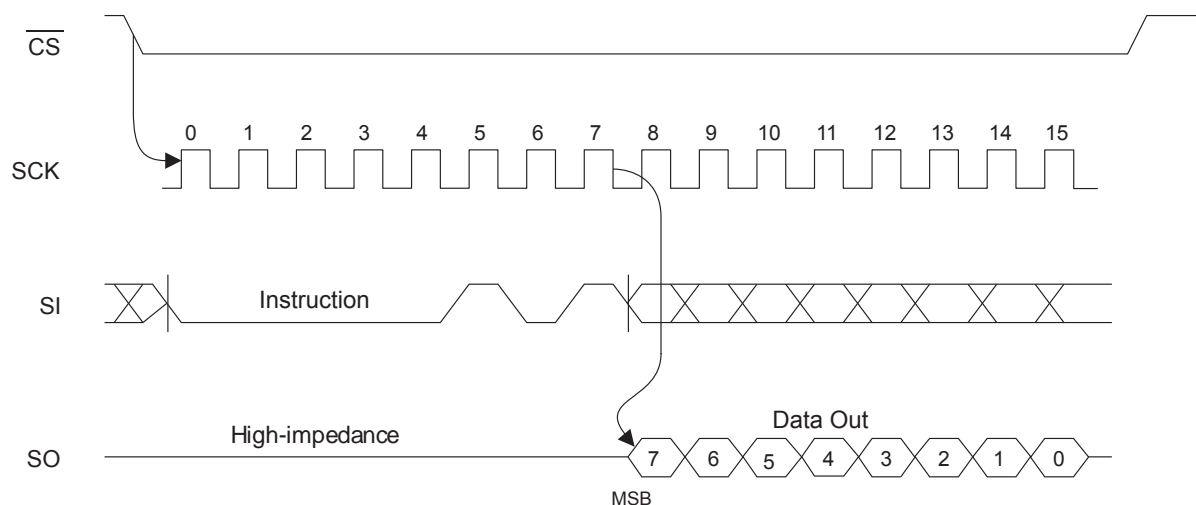 CS
0 1 2 3 4 5 6 7 8 9 10 11 12 13 14 15
SCK
SI
Instruction
High-impedance
Data Out
SO
7 6 5 4 3 2 1 0
MSB